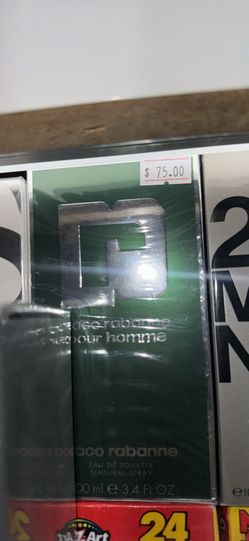 $ 75.00
paco rabanne
pour homme
paco rabanne
EAU DE TOILETTE
NATURAL SPRAY
100 ml e 3.4 FL.OZ.
2
M
N
24